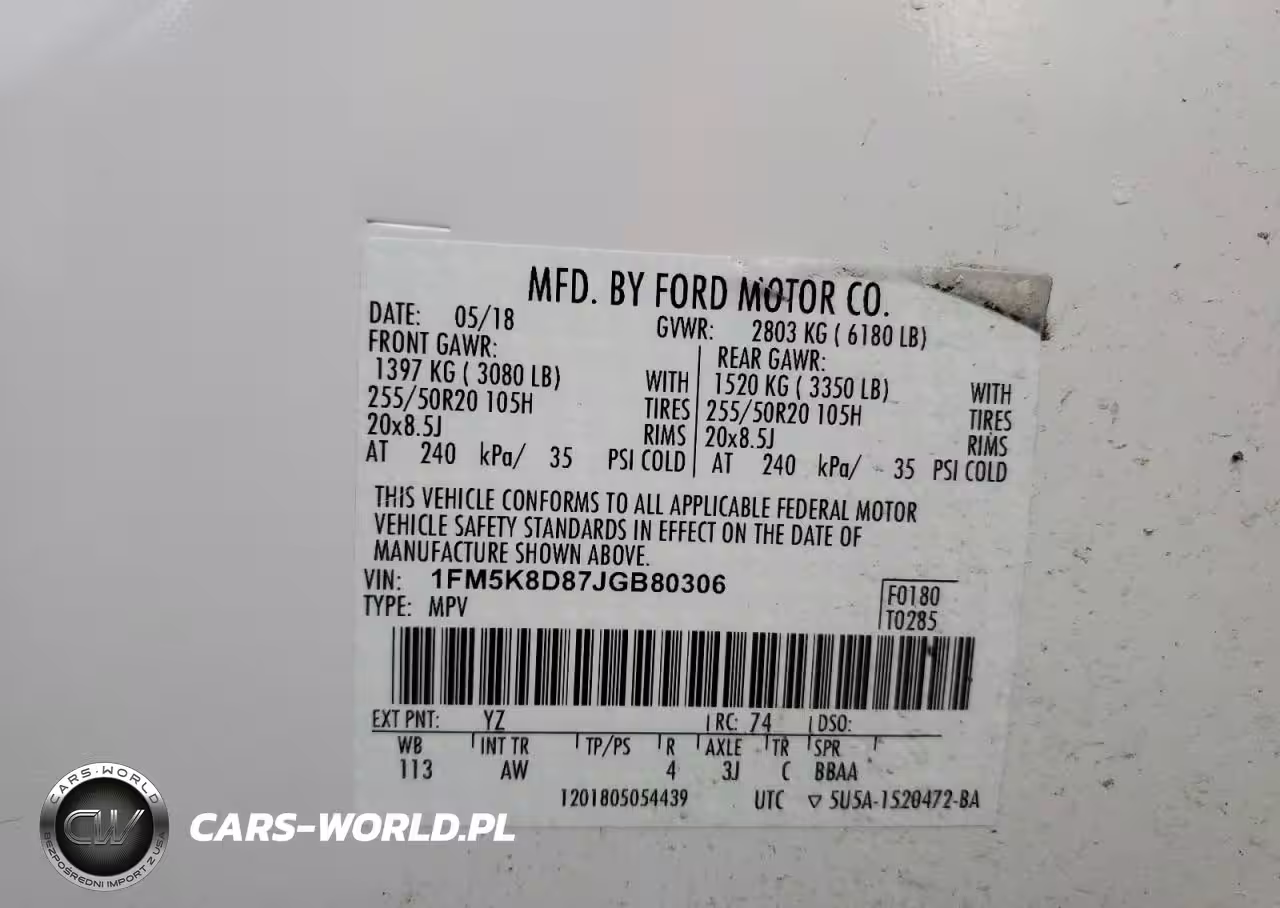 MFD. BY FORD MOTOR CO.
DATE: 05/18 GVWR: 2803 KG ( 6180 LB)
FRONT GAWR: REAR GAWR:
1397 KG ( 3080 LB) WITH 1520 KG ( 3350 LB) WITH
255/50R20 105H TIRES 255/50R20 105H TIRES
20x8.5J RIMS 20x8.5J RIMS
AT 240 kPa/ 35 PSI COLD AT 240 kPa/ 35 PSI COLD
THIS VEHICLE CONFORMS TO ALL APPLICABLE FEDERAL MOTOR
VEHICLE SAFETY STANDARDS IN EFFECT ON THE DATE OF
MANUFACTURE SHOWN ABOVE.
VIN: 1FM5K8D87JGB80306
TYPE: MPV
F0180
T0285
EXT PNT: YZ RC: 74 DSO:
WB INT TR TP/PS R AXLE TR SPR
113 AW 4 3J C BBAA
1201805054439 UTC ▽ 5U5A-1520472-BA
CARS-WORLD
CW
BEZPOŚREDNI IMPORT Z USA
CARS-WORLD.PL